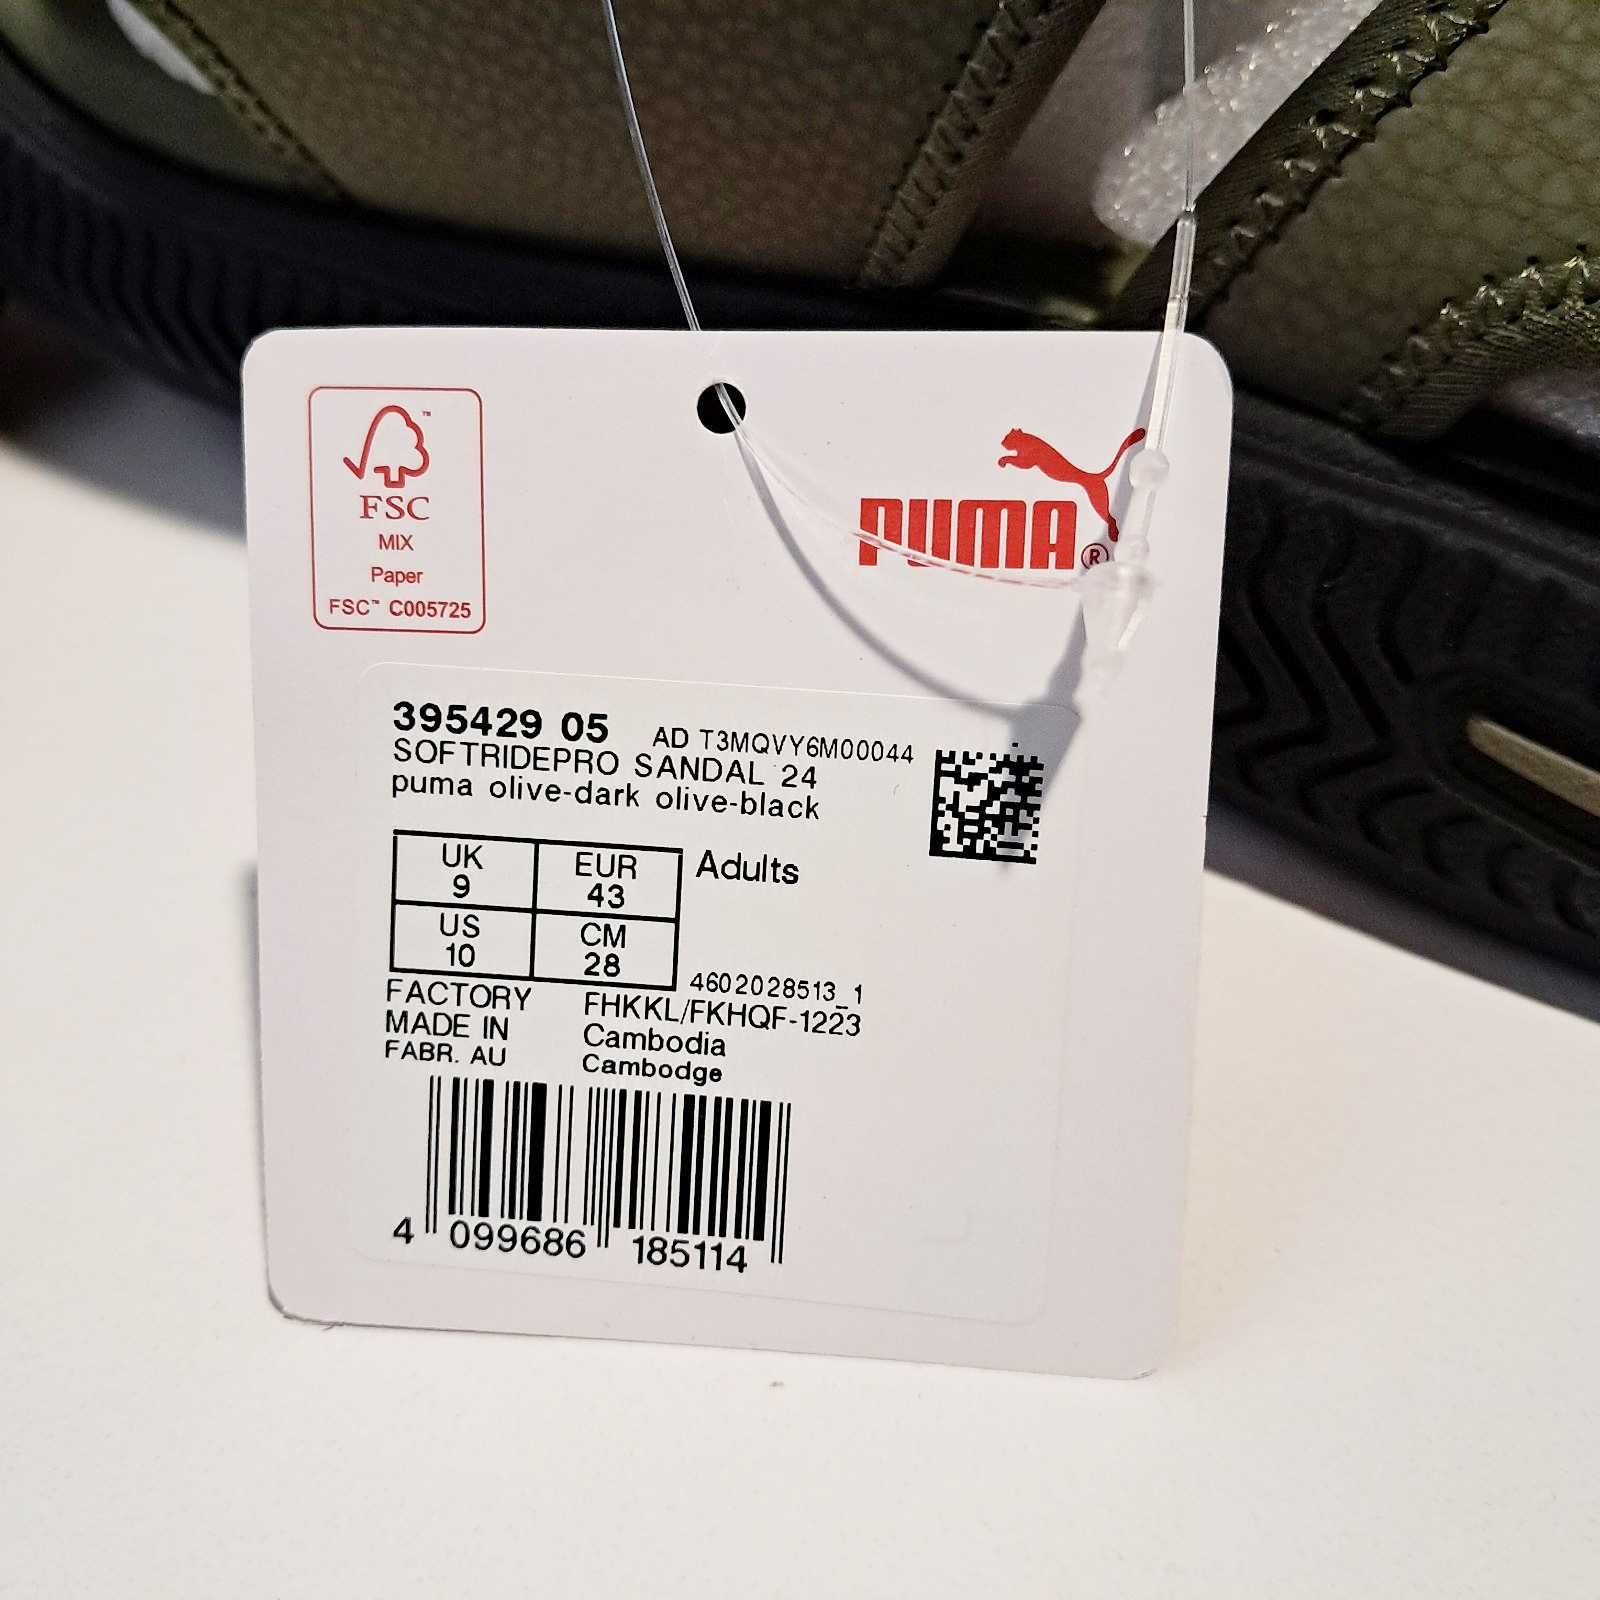 FSC™
MIX
Paper
FSC™ C005725
PUMA®
395429 05 AD T3MQVY6M00044
SOFTRIDEPRO SANDAL 24
puma olive-dark olive-black
UK EUR Adults
9 43
US CM
10 28
4602028513_1
FACTORY FHKKL/FKHQF-1223
MADE IN Cambodia
FABR. AU Cambodge
4 099686 185114